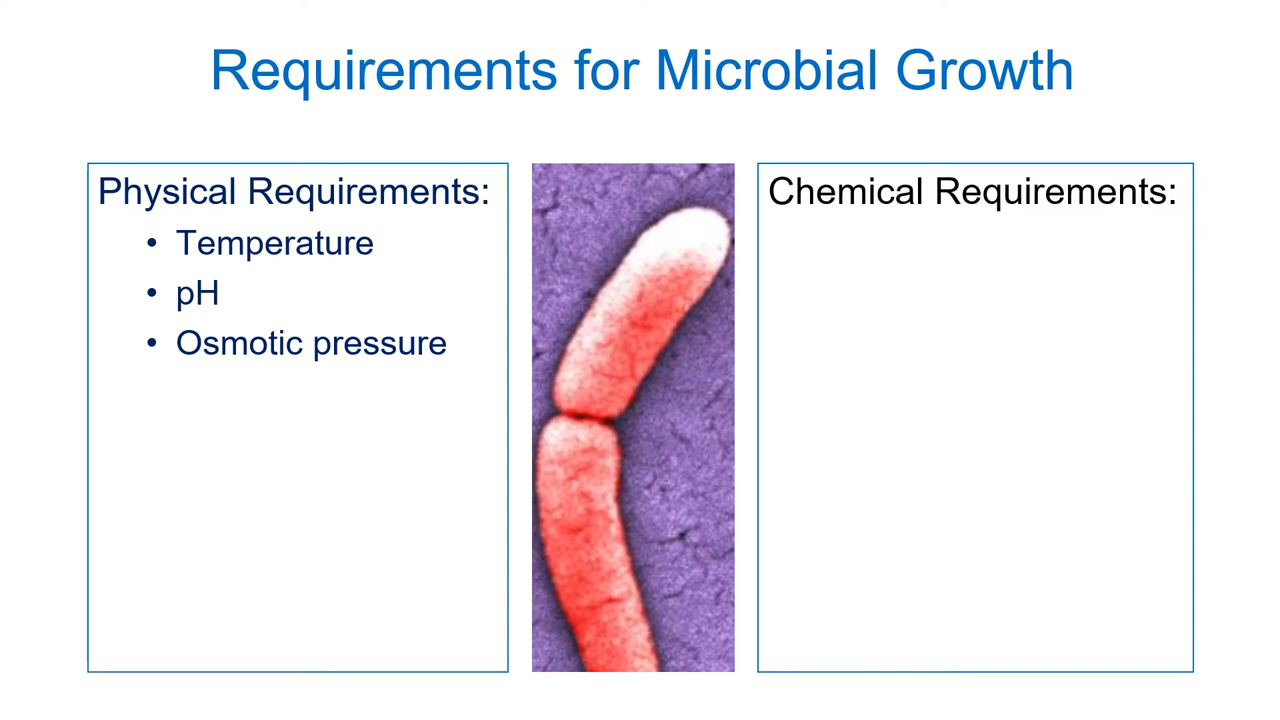 Requirements for Microbial Growth
Physical Requirements:
• Temperature
• pH
• Osmotic pressure
Chemical Requirements: